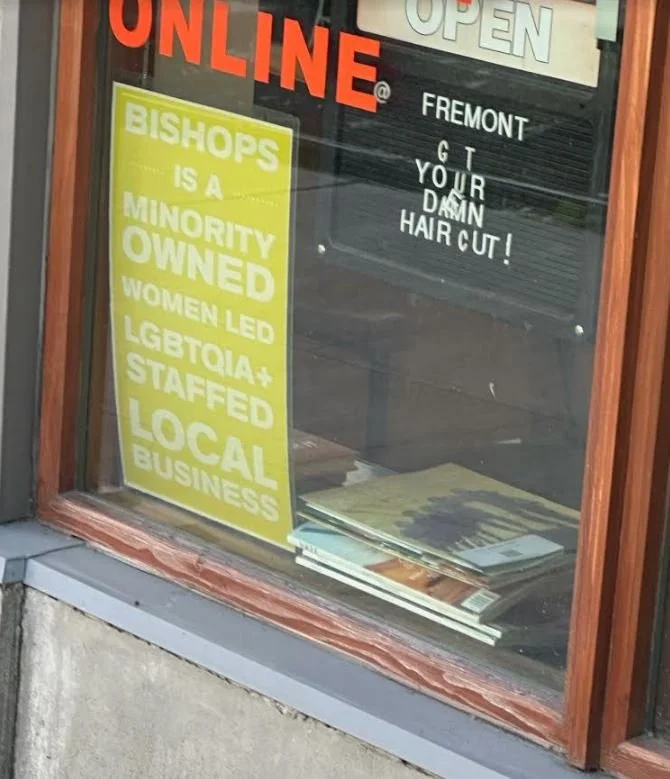 ONLINE
@
OPEN
FREMONT
G T
YOUR
DAMN
HAIR CUT!
BISHOPS
IS A
MINORITY
OWNED
WOMEN LED
LGBTQIA+
STAFFED
LOCAL
BUSINESS